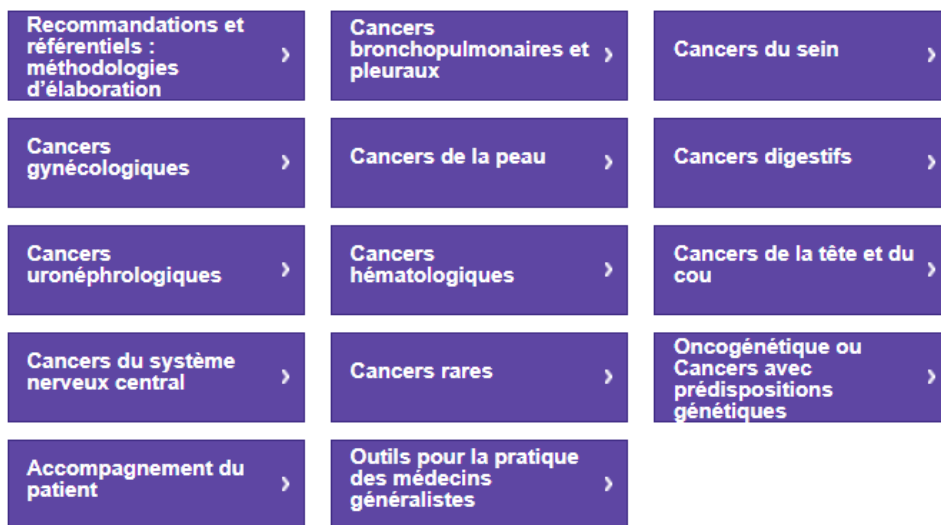 Recommandations et
référentiels :
méthodologies
d'élaboration
Cancers
bronchopulmonaires et
pleuraux
Cancers du sein
Cancers
gynécologiques
Cancers de la peau
Cancers digestifs
Cancers
uronéphrologiques
Cancers
hématologiques
Cancers de la tête et du
cou
Cancers du système
nerveux central
Cancers rares
Oncogénétique ou
Cancers avec
prédispositions
génétiques
Accompagnement du
patient
Outils pour la pratique
des médecins
généralistes